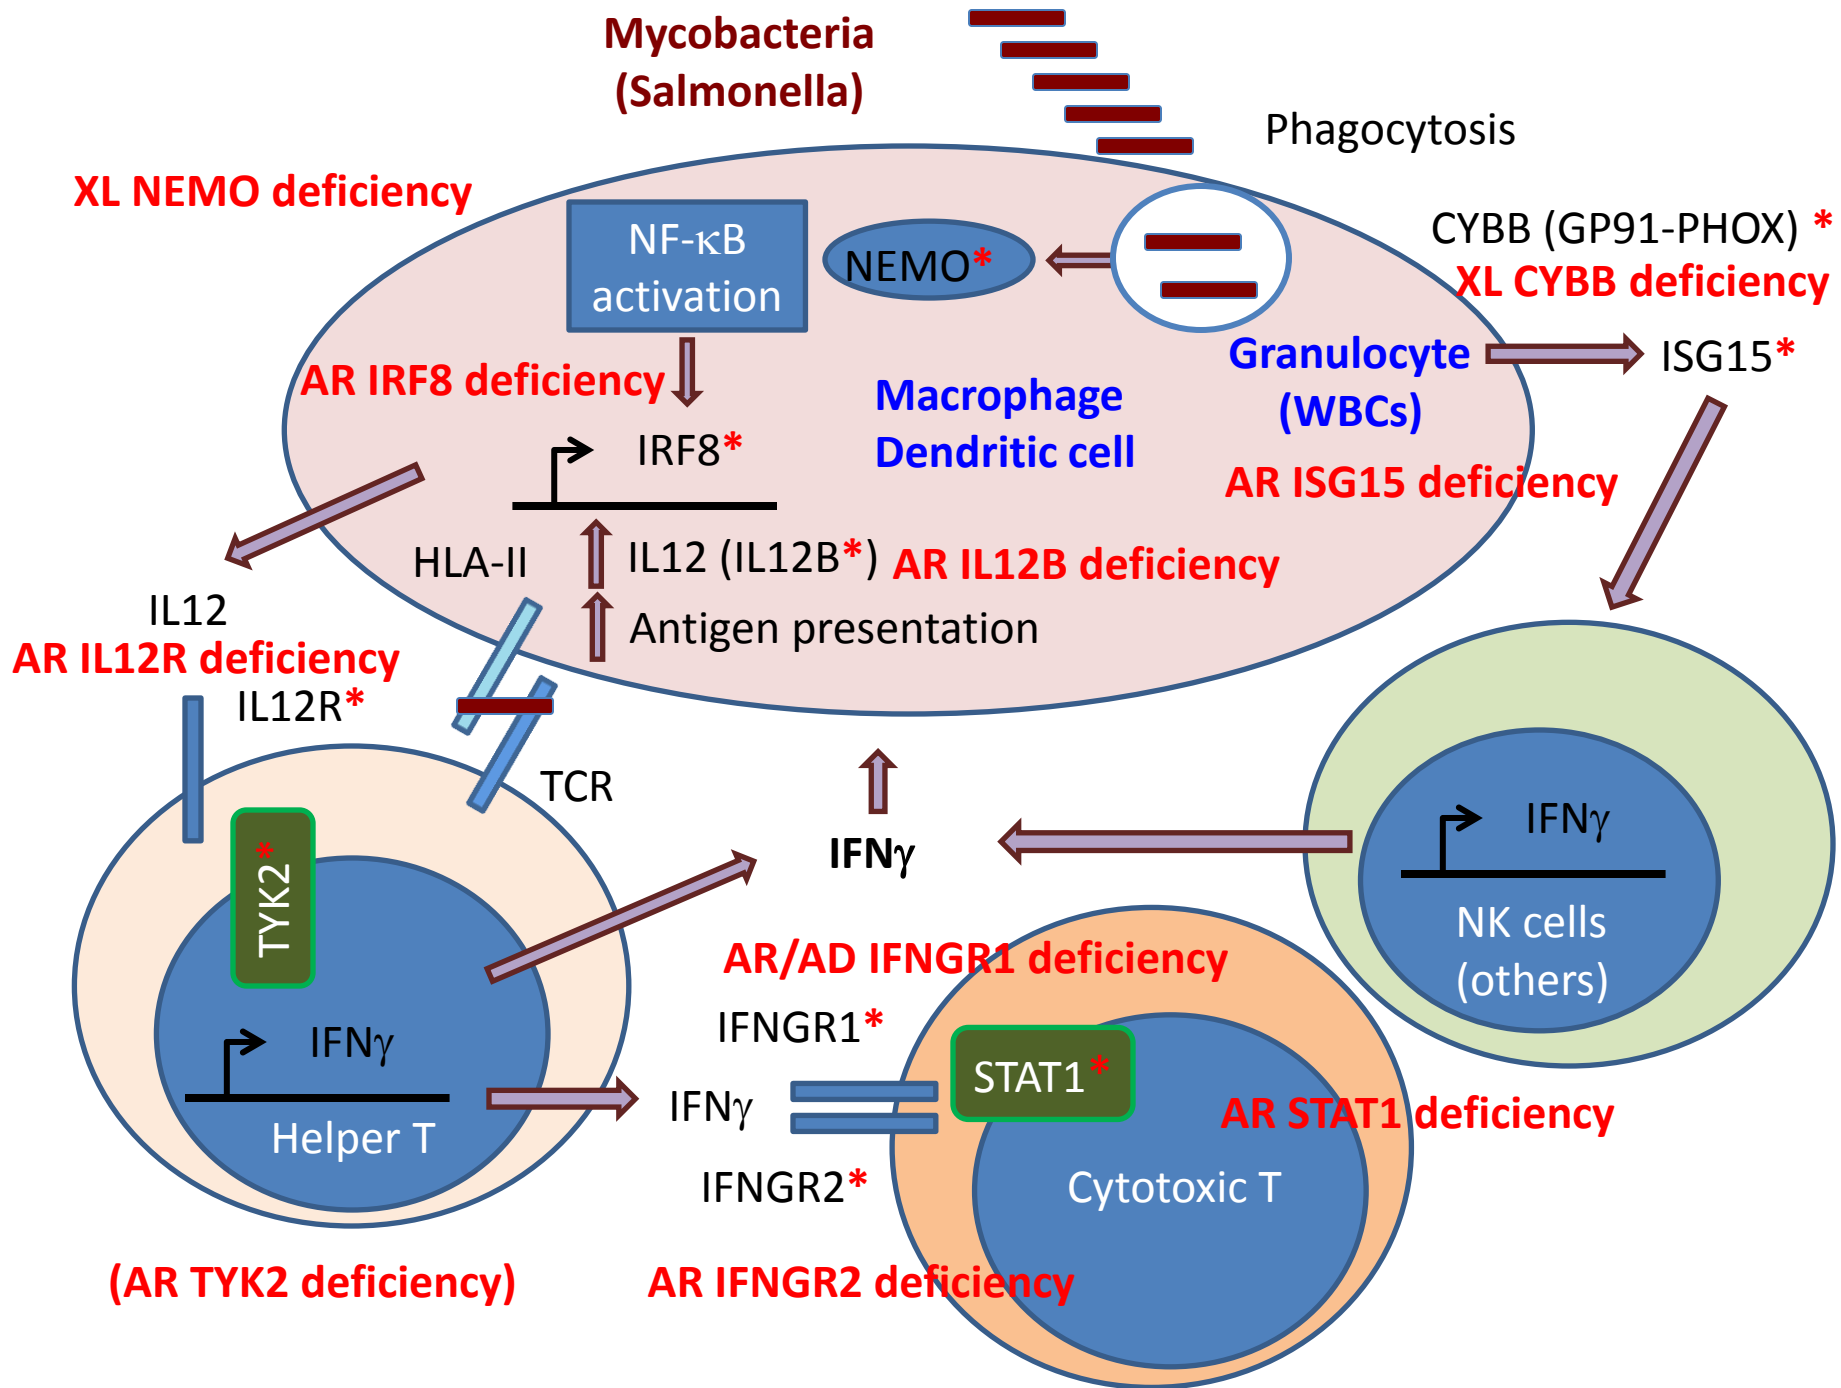 Mycobacteria
(Salmonella)
Phagocytosis
XL NEMO deficiency
NF-κB
activation
NEMO*
CYBB (GP91-PHOX) *
XL CYBB deficiency
Granulocyte
(WBCs)
ISG15*
AR IRF8 deficiency
Macrophage
Dendritic cell
IRF8*
AR ISG15 deficiency
HLA-II
IL12 (IL12B*)
AR IL12B deficiency
Antigen presentation
IL12
AR IL12R deficiency
IL12R*
TCR
TYK2*
IFNγ
IFNγ
NK cells
(others)
AR/AD IFNGR1 deficiency
IFNGR1*
IFNγ
Helper T
IFNγ
STAT1*
AR STAT1 deficiency
IFNGR2*
Cytotoxic T
(AR TYK2 deficiency)
AR IFNGR2 deficiency